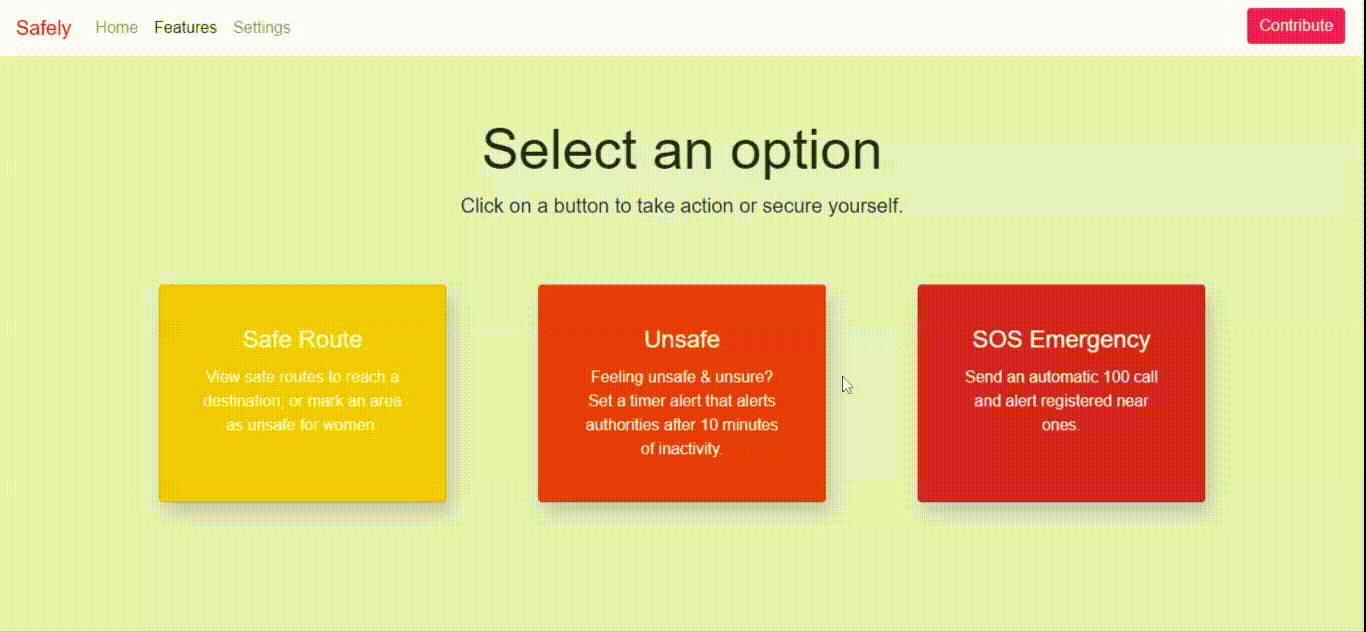 Safely Home Features Settings Contribute
Select an option
Click on a button to take action or secure yourself.
Safe Route
View safe routes to reach a
destination; or mark an area
as unsafe for women
Unsafe
Feeling unsafe & unsure?
Set a timer alert that alerts
authorities after 10 minutes
of inactivity.
SOS Emergency
Send an automatic 100 call
and alert registered near
ones.